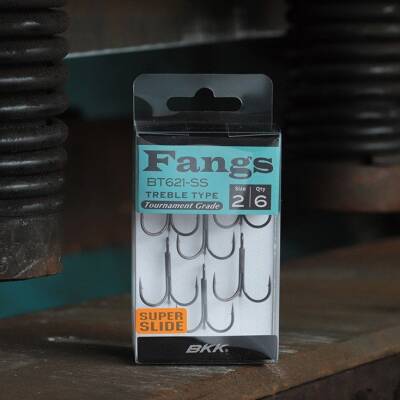 Fangs
BT621-SS
TREBLE TYPE
Tournament Grade
Size Qty
2 6
SUPER
SLIDE
BKK®